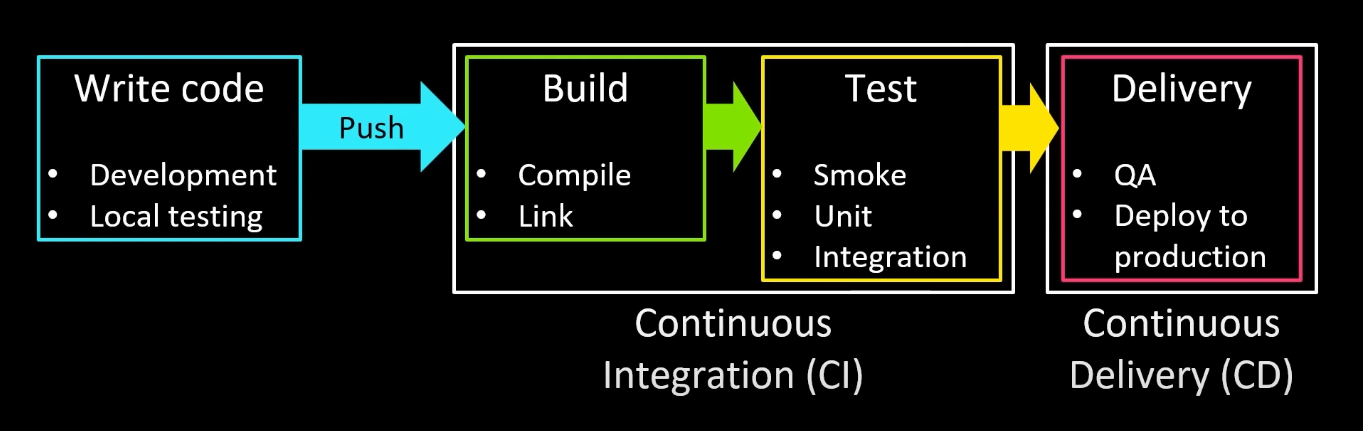 Write code
• Development
• Local testing
Push
Build
• Compile
• Link
Test
• Smoke
• Unit
• Integration
Continuous
Integration (CI)
Delivery
• QA
• Deploy to
production
Continuous
Delivery (CD)